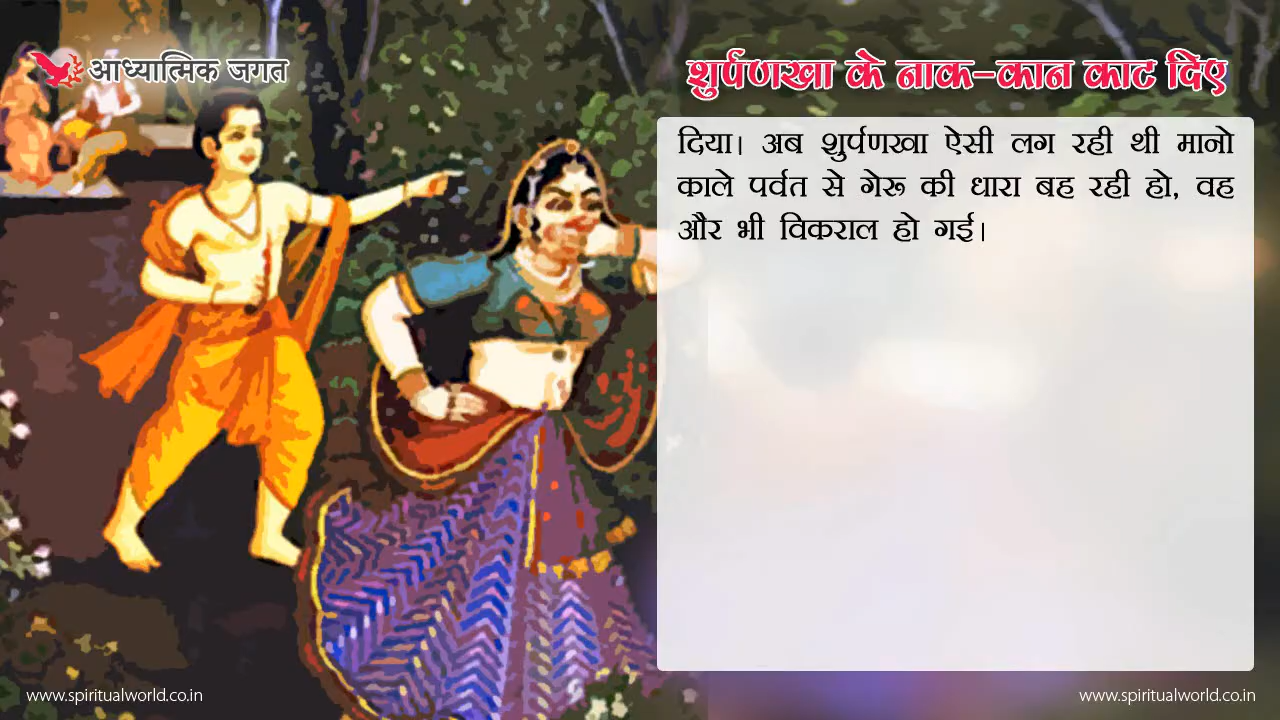 आध्यात्मिक जगत
शुर्पणखा के नाक-कान काट दिए
दिया। अब शुर्पणखा ऐसी लग रही थी मानो
काले पर्वत से गेरू की धारा बह रही हो, वह
और भी विकराल हो गई।
www.spiritualworld.co.in
www.spiritualworld.co.in